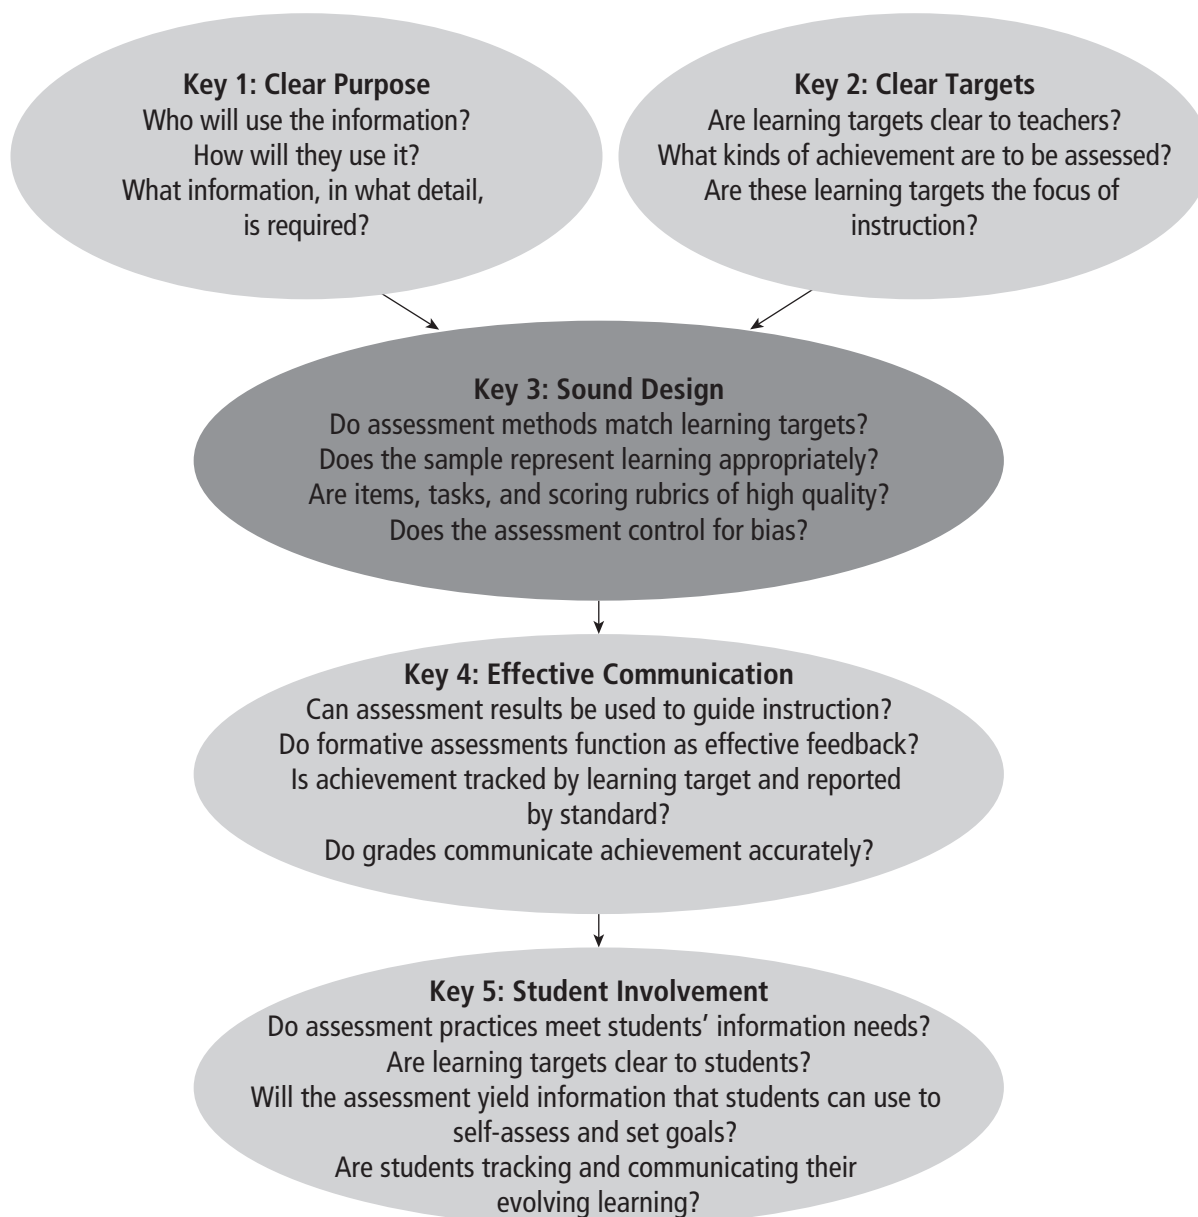 Key 1: Clear Purpose
Who will use the information?
How will they use it?
What information, in what detail,
is required?
Key 2: Clear Targets
Are learning targets clear to teachers?
What kinds of achievement are to be assessed?
Are these learning targets the focus of
instruction?
Key 3: Sound Design
Do assessment methods match learning targets?
Does the sample represent learning appropriately?
Are items, tasks, and scoring rubrics of high quality?
Does the assessment control for bias?
Key 4: Effective Communication
Can assessment results be used to guide instruction?
Do formative assessments function as effective feedback?
Is achievement tracked by learning target and reported
by standard?
Do grades communicate achievement accurately?
Key 5: Student Involvement
Do assessment practices meet students’ information needs?
Are learning targets clear to students?
Will the assessment yield information that students can use to
self-assess and set goals?
Are students tracking and communicating their
evolving learning?